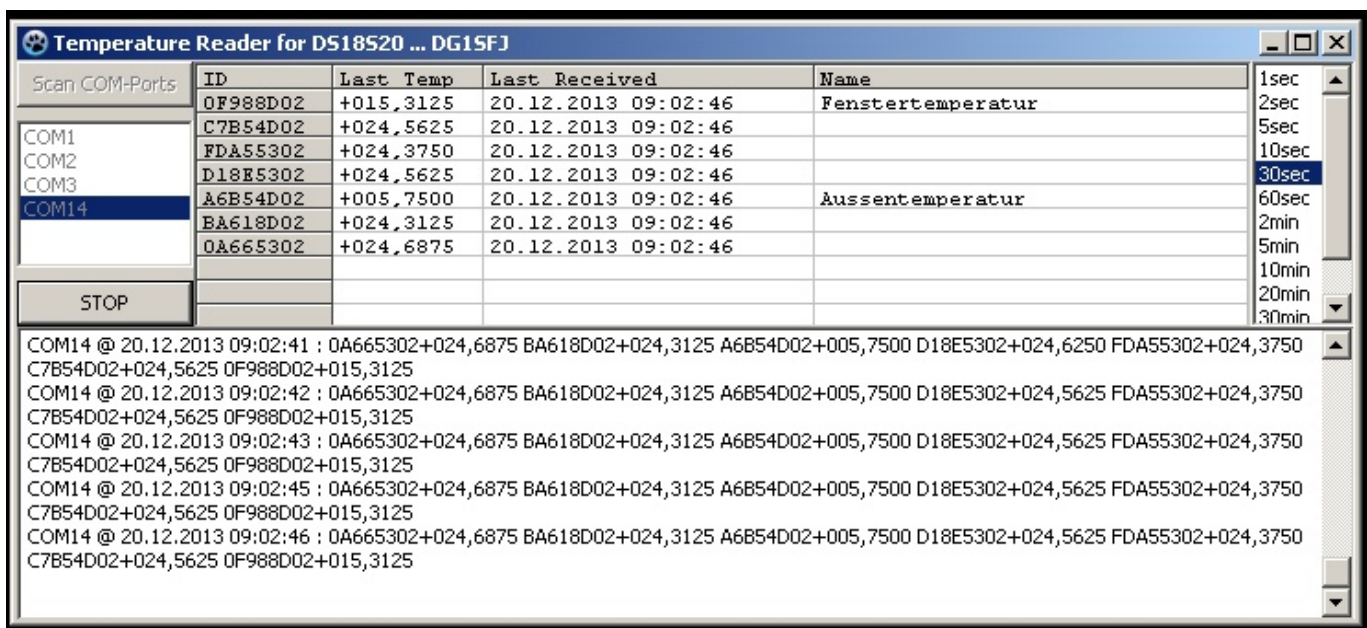 Temperature Reader for DS18S20 ... DG1SFJ
Scan COM-Ports
COM1
COM2
COM3
COM14
STOP
ID Last Temp Last Received Name
0F988D02 +015,3125 20.12.2013 09:02:46 Fenstertemperatur
C7B54D02 +024,5625 20.12.2013 09:02:46
FDA55302 +024,3750 20.12.2013 09:02:46
D18E5302 +024,5625 20.12.2013 09:02:46
A6B54D02 +005,7500 20.12.2013 09:02:46 Aussentemperatur
BA618D02 +024,3125 20.12.2013 09:02:46
0A665302 +024,6875 20.12.2013 09:02:46
1sec
2sec
5sec
10sec
30sec
60sec
2min
5min
10min
20min
30min
COM14 @ 20.12.2013 09:02:41 : 0A665302+024,6875 BA618D02+024,3125 A6B54D02+005,7500 D18E5302+024,6250 FDA55302+024,3750
C7B54D02+024,5625 0F988D02+015,3125
COM14 @ 20.12.2013 09:02:42 : 0A665302+024,6875 BA618D02+024,3125 A6B54D02+005,7500 D18E5302+024,5625 FDA55302+024,3750
C7B54D02+024,5625 0F988D02+015,3125
COM14 @ 20.12.2013 09:02:43 : 0A665302+024,6875 BA618D02+024,3125 A6B54D02+005,7500 D18E5302+024,5625 FDA55302+024,3750
C7B54D02+024,5625 0F988D02+015,3125
COM14 @ 20.12.2013 09:02:45 : 0A665302+024,6875 BA618D02+024,3125 A6B54D02+005,7500 D18E5302+024,5625 FDA55302+024,3750
C7B54D02+024,5625 0F988D02+015,3125
COM14 @ 20.12.2013 09:02:46 : 0A665302+024,6875 BA618D02+024,3125 A6B54D02+005,7500 D18E5302+024,5625 FDA55302+024,3750
C7B54D02+024,5625 0F988D02+015,3125